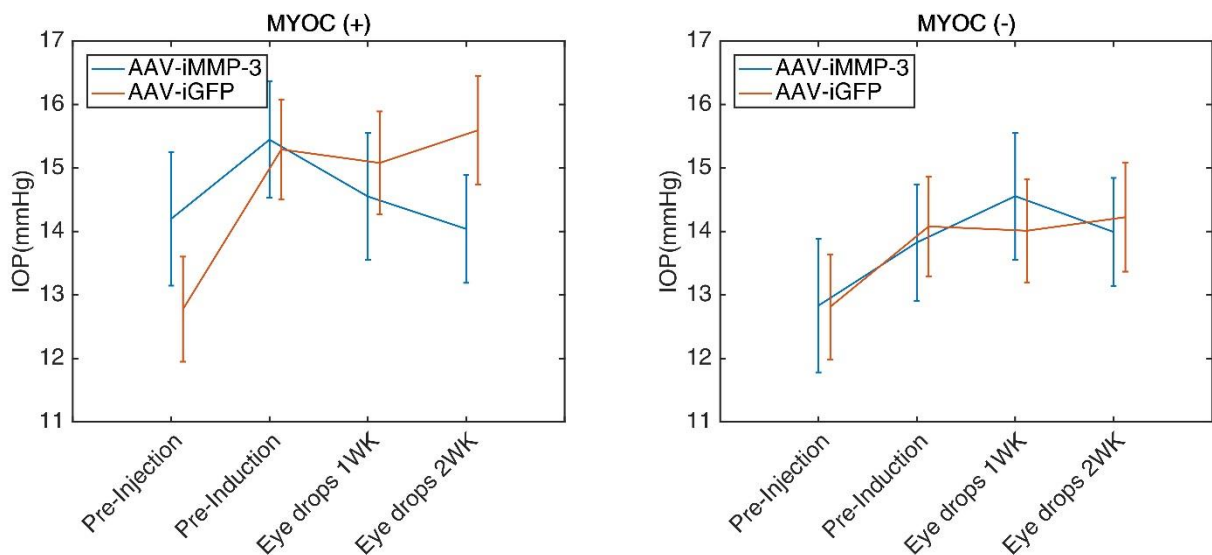 MYOC (+)
17
16
15
14
13
12
11
IOP(mmHg)
AAV-iMMP-3
AAV-iGFP
Pre-Injection
Pre-Induction
Eye drops 1WK
Eye drops 2WK
MYOC (-)
17
16
15
14
13
12
11
IOP(mmHg)
AAV-iMMP-3
AAV-iGFP
Pre-Injection
Pre-Induction
Eye drops 1WK
Eye drops 2WK